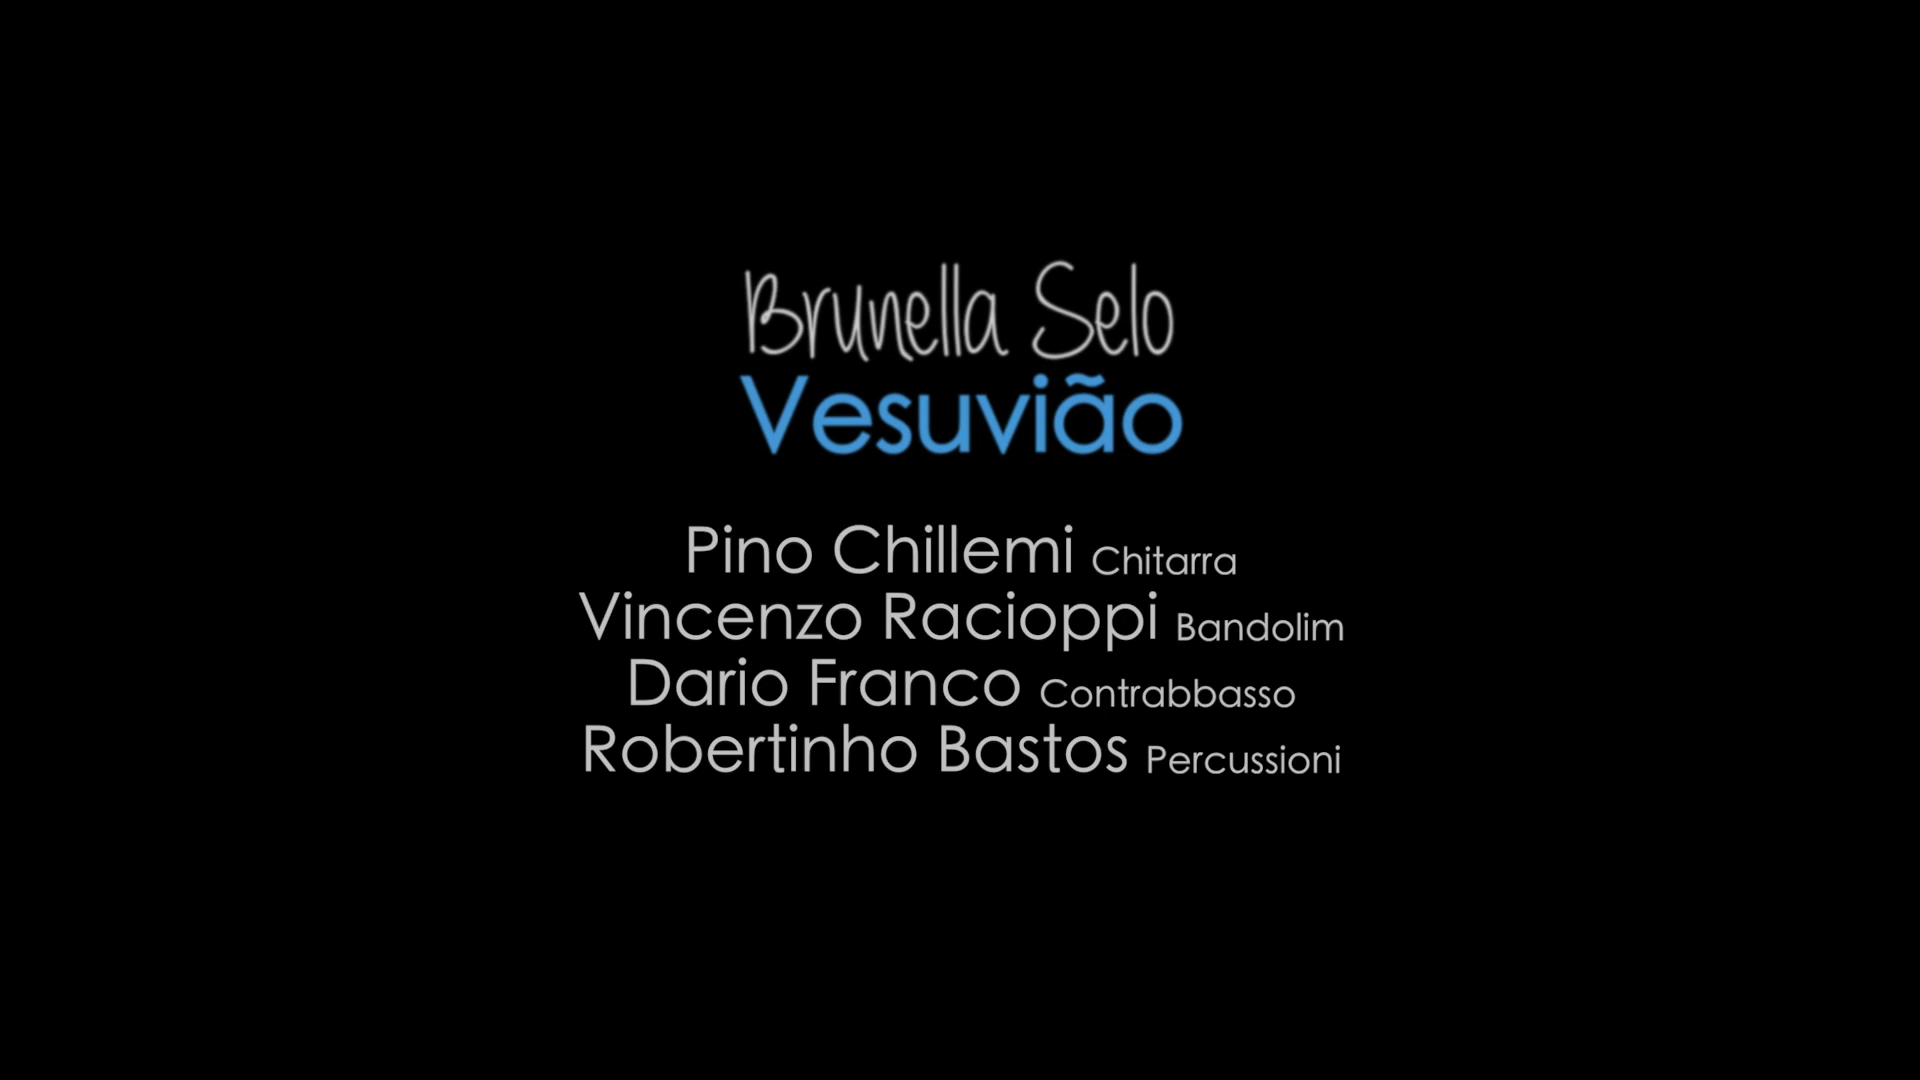 Brunella Selo
Vesuvião
Pino Chillemi Chitarra
Vincenzo Racioppi Bandolim
Dario Franco Contrabbasso
Robertinho Bastos Percussioni